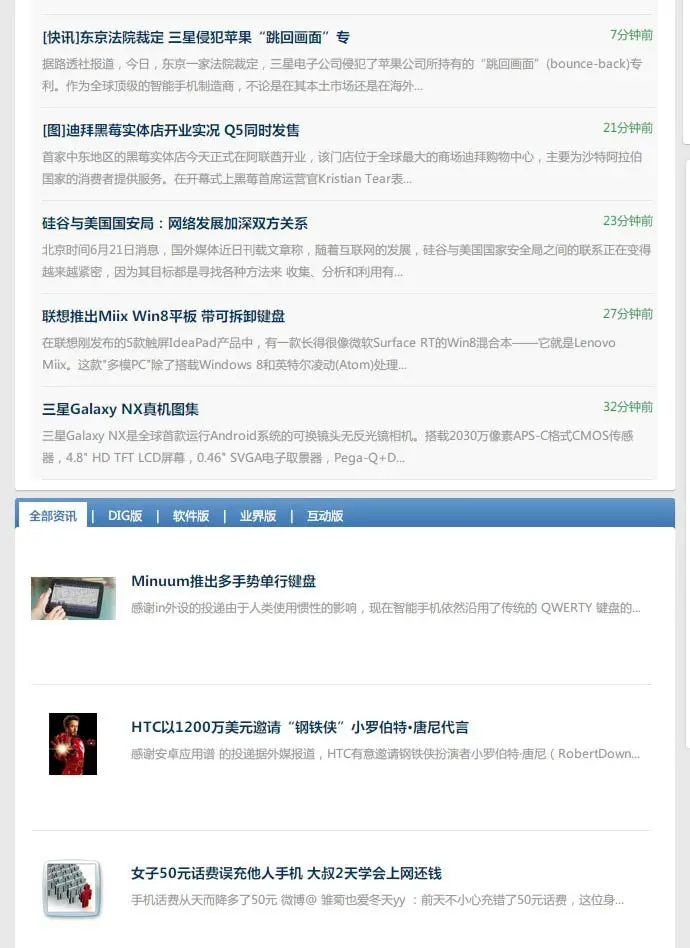 [快讯]东京法院裁定 三星侵犯苹果“跳回画面”专
7分钟前
据路透社报道，今日，东京一家法院裁定，三星电子公司侵犯了苹果公司所持有的“跳回画面”(bounce-back)专
利。作为全球顶级的智能手机制造商，不论是在其本土市场还是在海外...
[图]迪拜黑莓实体店开业实况 Q5同时发售
21分钟前
首家中东地区的黑莓实体店今天正式在阿联酋开业，该门店位于全球最大的商场迪拜购物中心，主要为沙特阿拉伯
国家的消费者提供服务。在开幕式上黑莓首席运营官Kristian Tear表...
硅谷与美国国安局：网络发展加深双方关系
23分钟前
北京时间6月21日消息，国外媒体近日刊载文章称，随着互联网的发展，硅谷与美国国家安全局之间的联系正在变得
越来越紧密，因为其目标都是寻找各种方法来 收集、分析和利用有...
联想推出Miix Win8平板 带可拆卸键盘
27分钟前
在联想刚发布的5款触屏IdeaPad产品中，有一款长得很像微软Surface RT的Win8混合本——它就是Lenovo
Miix。这款"多模PC"除了搭载Windows 8和英特尔凌动(Atom)处理...
三星Galaxy NX真机图集
32分钟前
三星Galaxy NX是全球首款运行Android系统的可换镜头无反光镜相机。搭载2030万像素APS-C格式CMOS传感
器，4.8" HD TFT LCD屏幕，0.46" SVGA电子取景器，Pega-Q+D...
全部资讯 | DIG版 | 软件版 | 业界版 | 互动版
Minuum推出多手势单行键盘
感谢in外设的投递由于人类使用惯性的影响，现在智能手机依然沿用了传统的 QWERTY 键盘的...
HTC以1200万美元邀请“钢铁侠”小罗伯特·唐尼代言
感谢安卓应用谱 的投递据外媒报道，HTC有意邀请钢铁侠扮演者小罗伯特·唐尼（RobertDown...
女子50元话费误充他人手机 大叔2天学会上网还钱
手机话费从天而降多了50元 微博@ 雏菊也爱冬天yy ：前天不小心充错了50元话费，这位身...